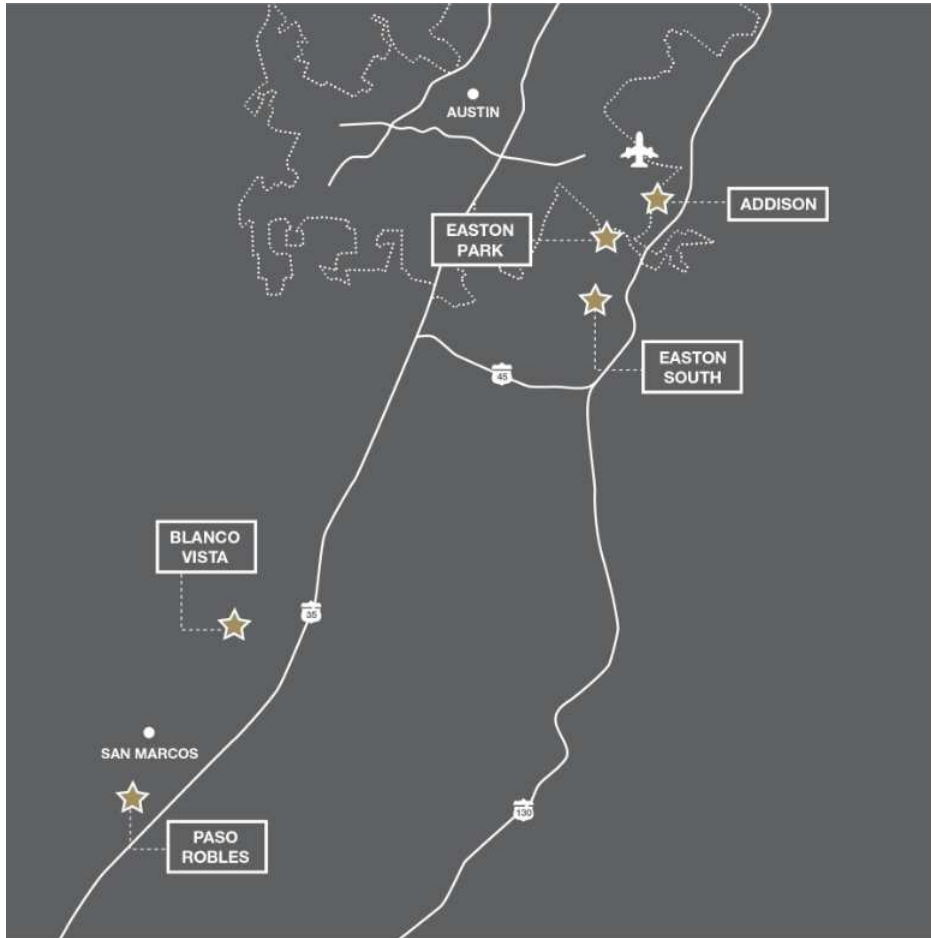 AUSTIN
ADDISON
EASTON
PARK
EASTON
SOUTH
45
BLANCO
VISTA
35
SAN MARCOS
130
PASO
ROBLES